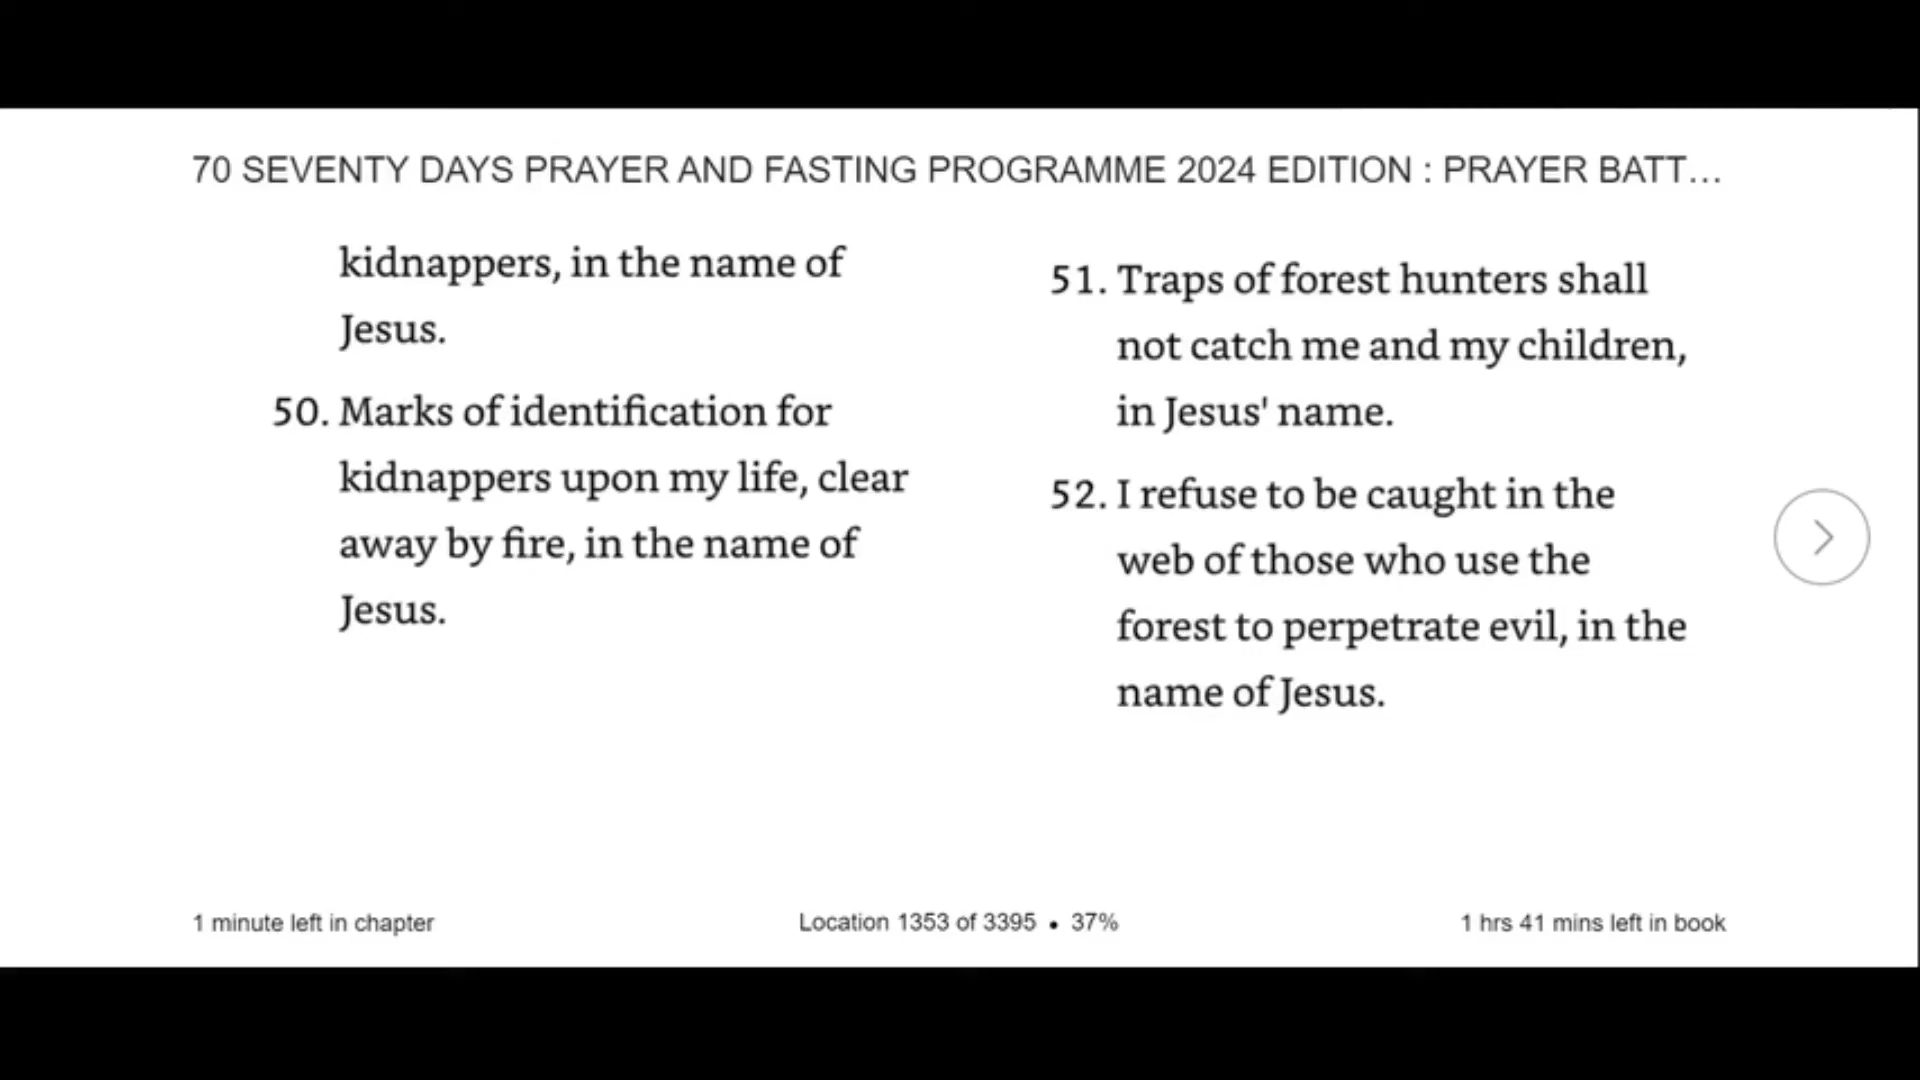 70 SEVENTY DAYS PRAYER AND FASTING PROGRAMME 2024 EDITION : PRAYER BATT...
kidnappers, in the name of
Jesus.
50. Marks of identification for
kidnappers upon my life, clear
away by fire, in the name of
Jesus.
51. Traps of forest hunters shall
not catch me and my children,
in Jesus' name.
52. I refuse to be caught in the
web of those who use the
forest to perpetrate evil, in the
name of Jesus.
1 minute left in chapter
Location 1353 of 3395 • 37%
1 hrs 41 mins left in book